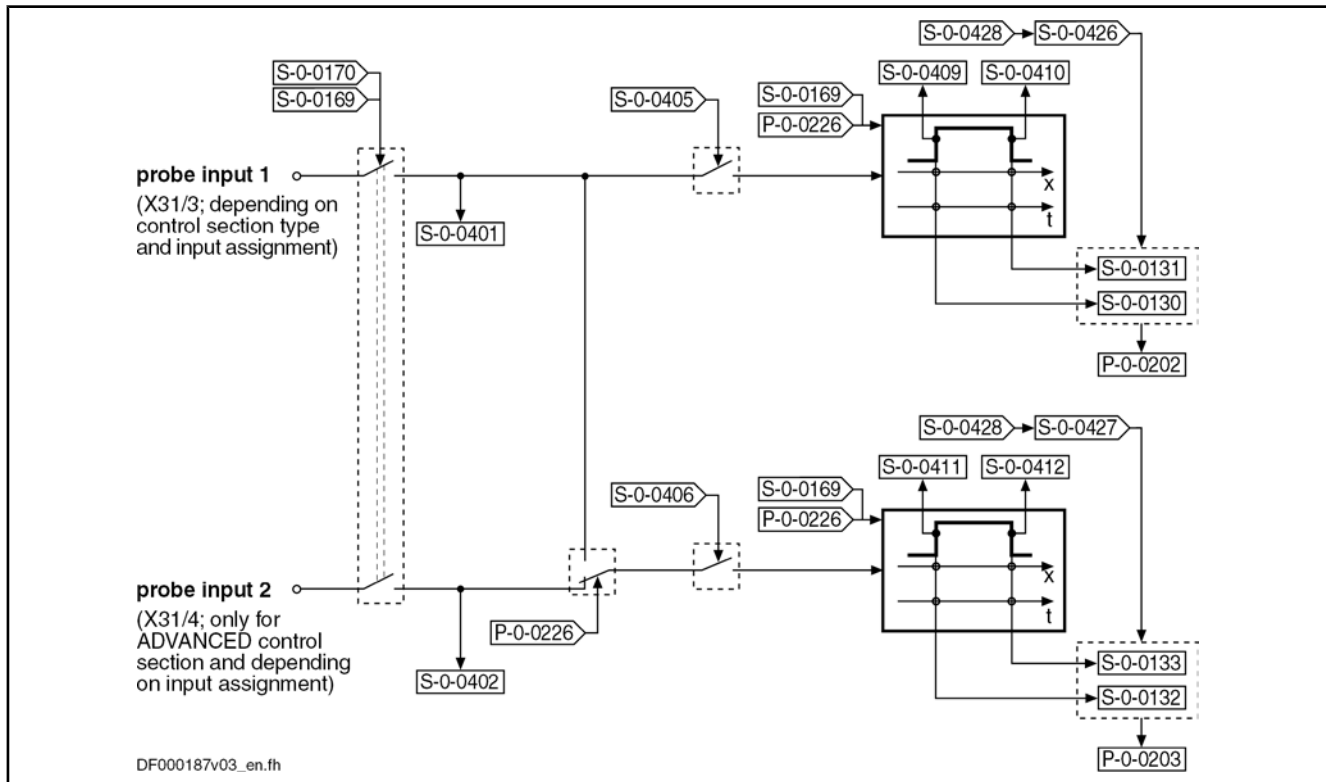 S-0-0428
S-0-0426
S-0-0170
S-0-0169
S-0-0409
S-0-0410
S-0-0405
S-0-0169
P-0-0226
probe input 1
(X31/3; depending on
control section type
and input assignment)
S-0-0401
x
t
S-0-0131
S-0-0130
P-0-0202
S-0-0428
S-0-0427
S-0-0411
S-0-0412
S-0-0406
S-0-0169
P-0-0226
probe input 2
(X31/4; only for
ADVANCED control
section and depending
on input assignment)
P-0-0226
S-0-0402
x
t
S-0-0133
S-0-0132
P-0-0203
DF000187v03_en.fh